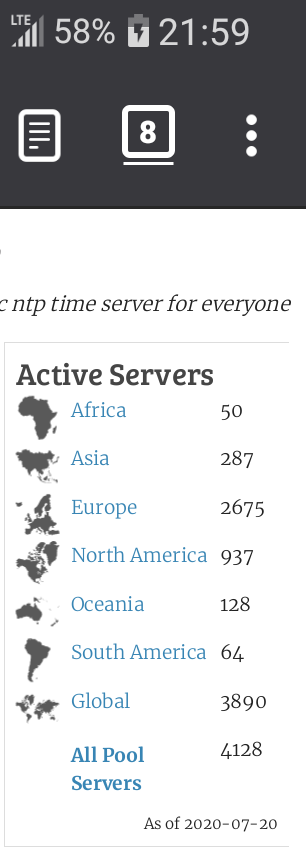 LTE 58% 21:59
8
c ntp time server for everyone
Active Servers
Africa 50
Asia 287
Europe 2675
North America 937
Oceania 128
South America 64
Global 3890
All Pool 4128
Servers
As of 2020-07-20